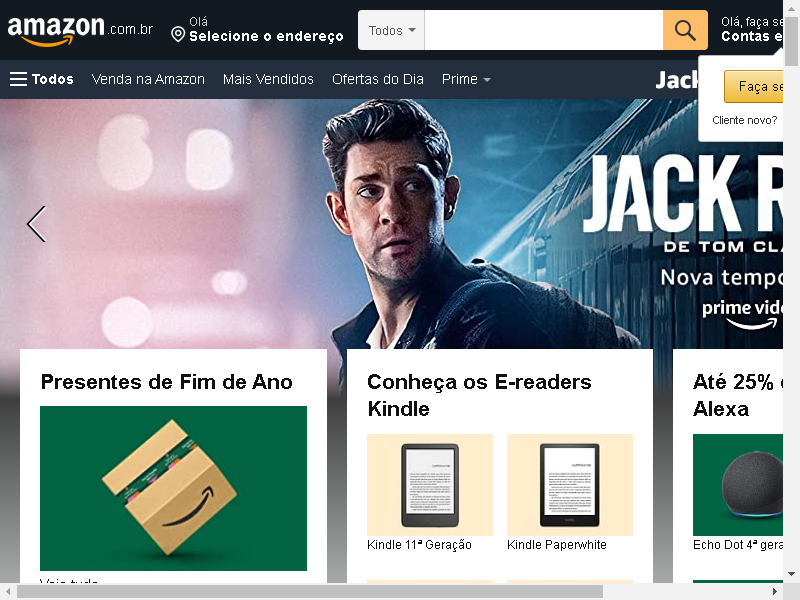 amazon.com.br
Olá
Selecione o endereço
Todos
Olá, faça se
Contas e
Todos
Venda na Amazon
Mais Vendidos
Ofertas do Dia
Prime
Jack
Faça se
Cliente novo?
JACK R
DE TOM CLA
Nova tempo
prime vide
Presentes de Fim de Ano
Veja tudo
Conheça os E-readers
Kindle
Kindle 11ª Geração
Kindle Paperwhite
Até 25%
Alexa
Echo Dot 4ª gera